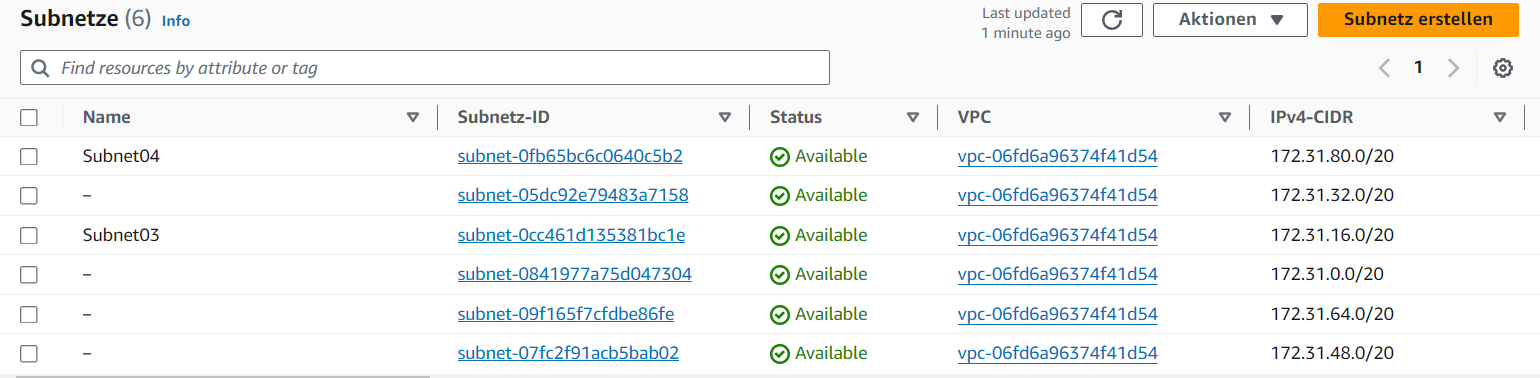 Subnetze (6) Info
Last updated
1 minute ago
Aktionen
Subnetz erstellen
Find resources by attribute or tag
1
Name Subnetz-ID Status VPC IPv4-CIDR
Subnet04 subnet-0fb65bc6c0640c5b2 Available vpc-06fd6a96374f41d54 172.31.80.0/20
– subnet-05dc92e79483a7158 Available vpc-06fd6a96374f41d54 172.31.32.0/20
Subnet03 subnet-0cc461d135381bc1e Available vpc-06fd6a96374f41d54 172.31.16.0/20
– subnet-0841977a75d047304 Available vpc-06fd6a96374f41d54 172.31.0.0/20
– subnet-09f165f7cfdbe86fe Available vpc-06fd6a96374f41d54 172.31.64.0/20
– subnet-07fc2f91acb5bab02 Available vpc-06fd6a96374f41d54 172.31.48.0/20